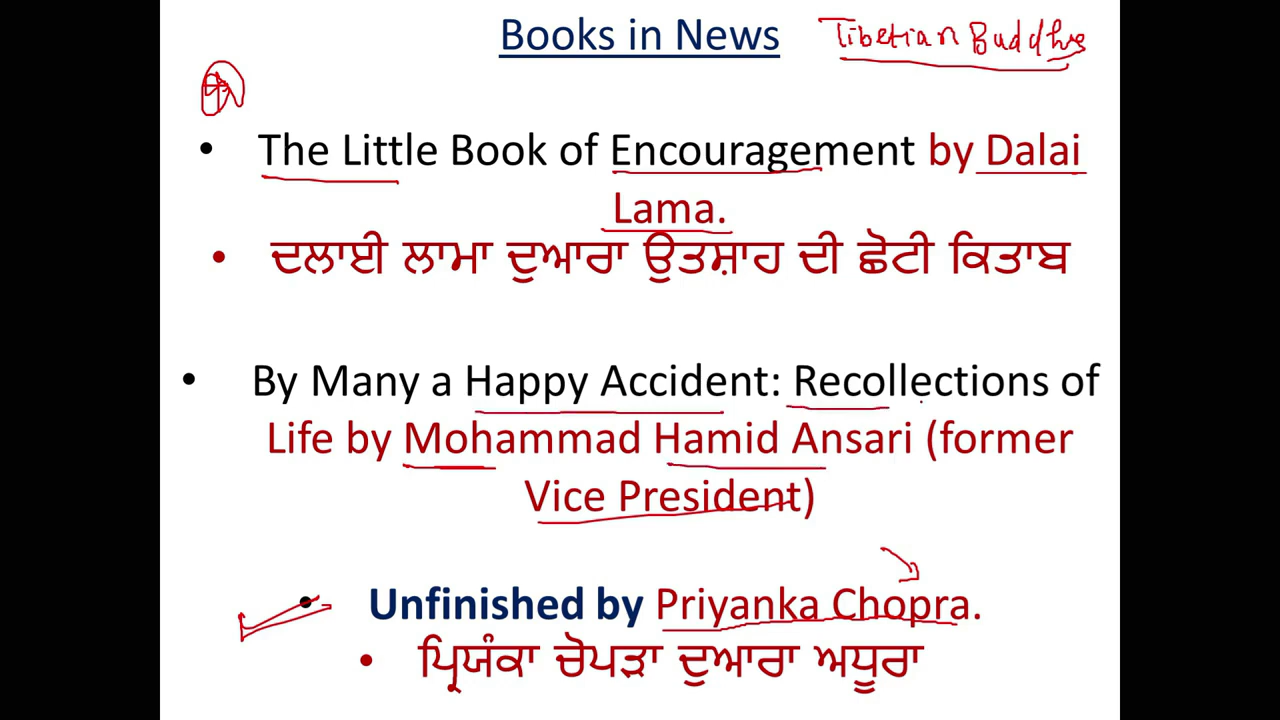 Books in News
Tibetian Buddhs
The Little Book of Encouragement by Dalai
Lama.
ਦਲਾਈ ਲਾਮਾ ਦੁਆਰਾ ਉਤਸ਼ਾਹ ਦੀ ਛੋਟੀ ਕਿਤਾਬ
By Many a Happy Accident: Recollections of
Life by Mohammad Hamid Ansari (former
Vice President)
Unfinished by Priyanka Chopra.
ਪ੍ਰਿਯੰਕਾ ਚੋਪੜਾ ਦੁਆਰਾ ਅਧੂਰਾ